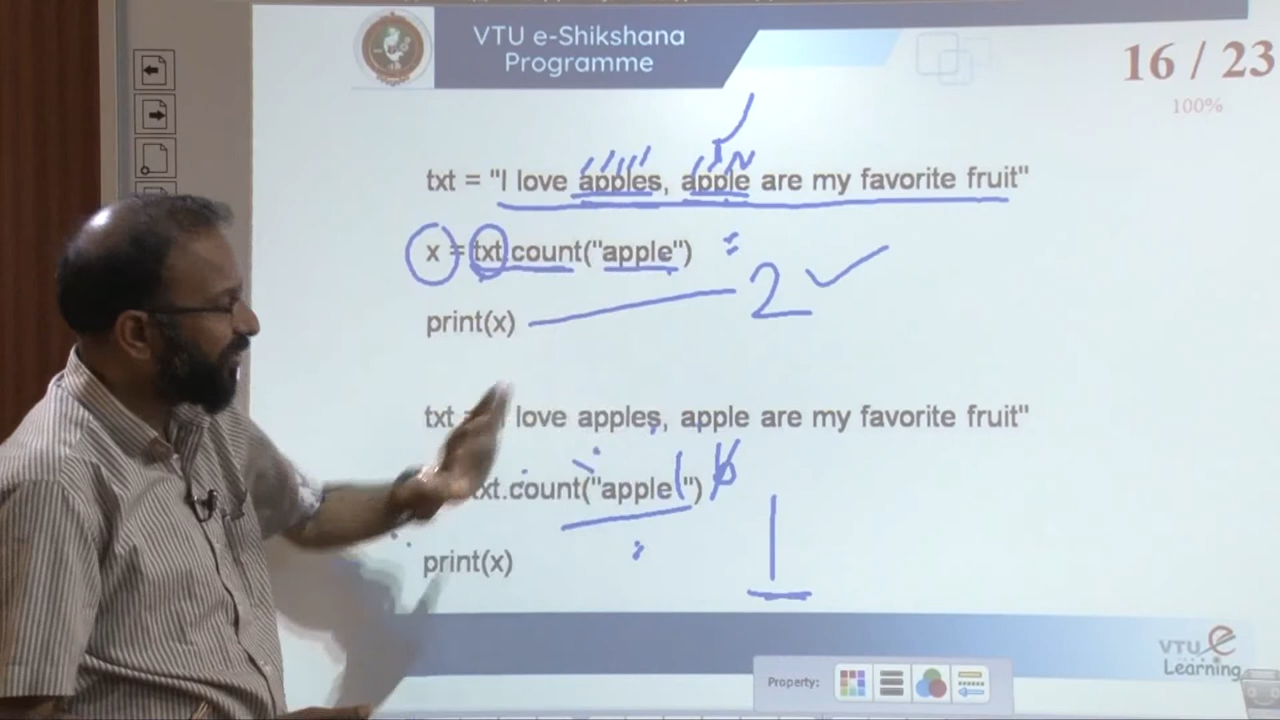 VTU e-Shikshana
Programme
16 / 23
100%
txt = "I love apples, apple are my favorite fruit"
x = txt.count("apple")
2
print(x)
txt = love apples, apple are my favorite fruit"
txt.count("apple ")
1
print(x)
VTU e
Learning
Property: